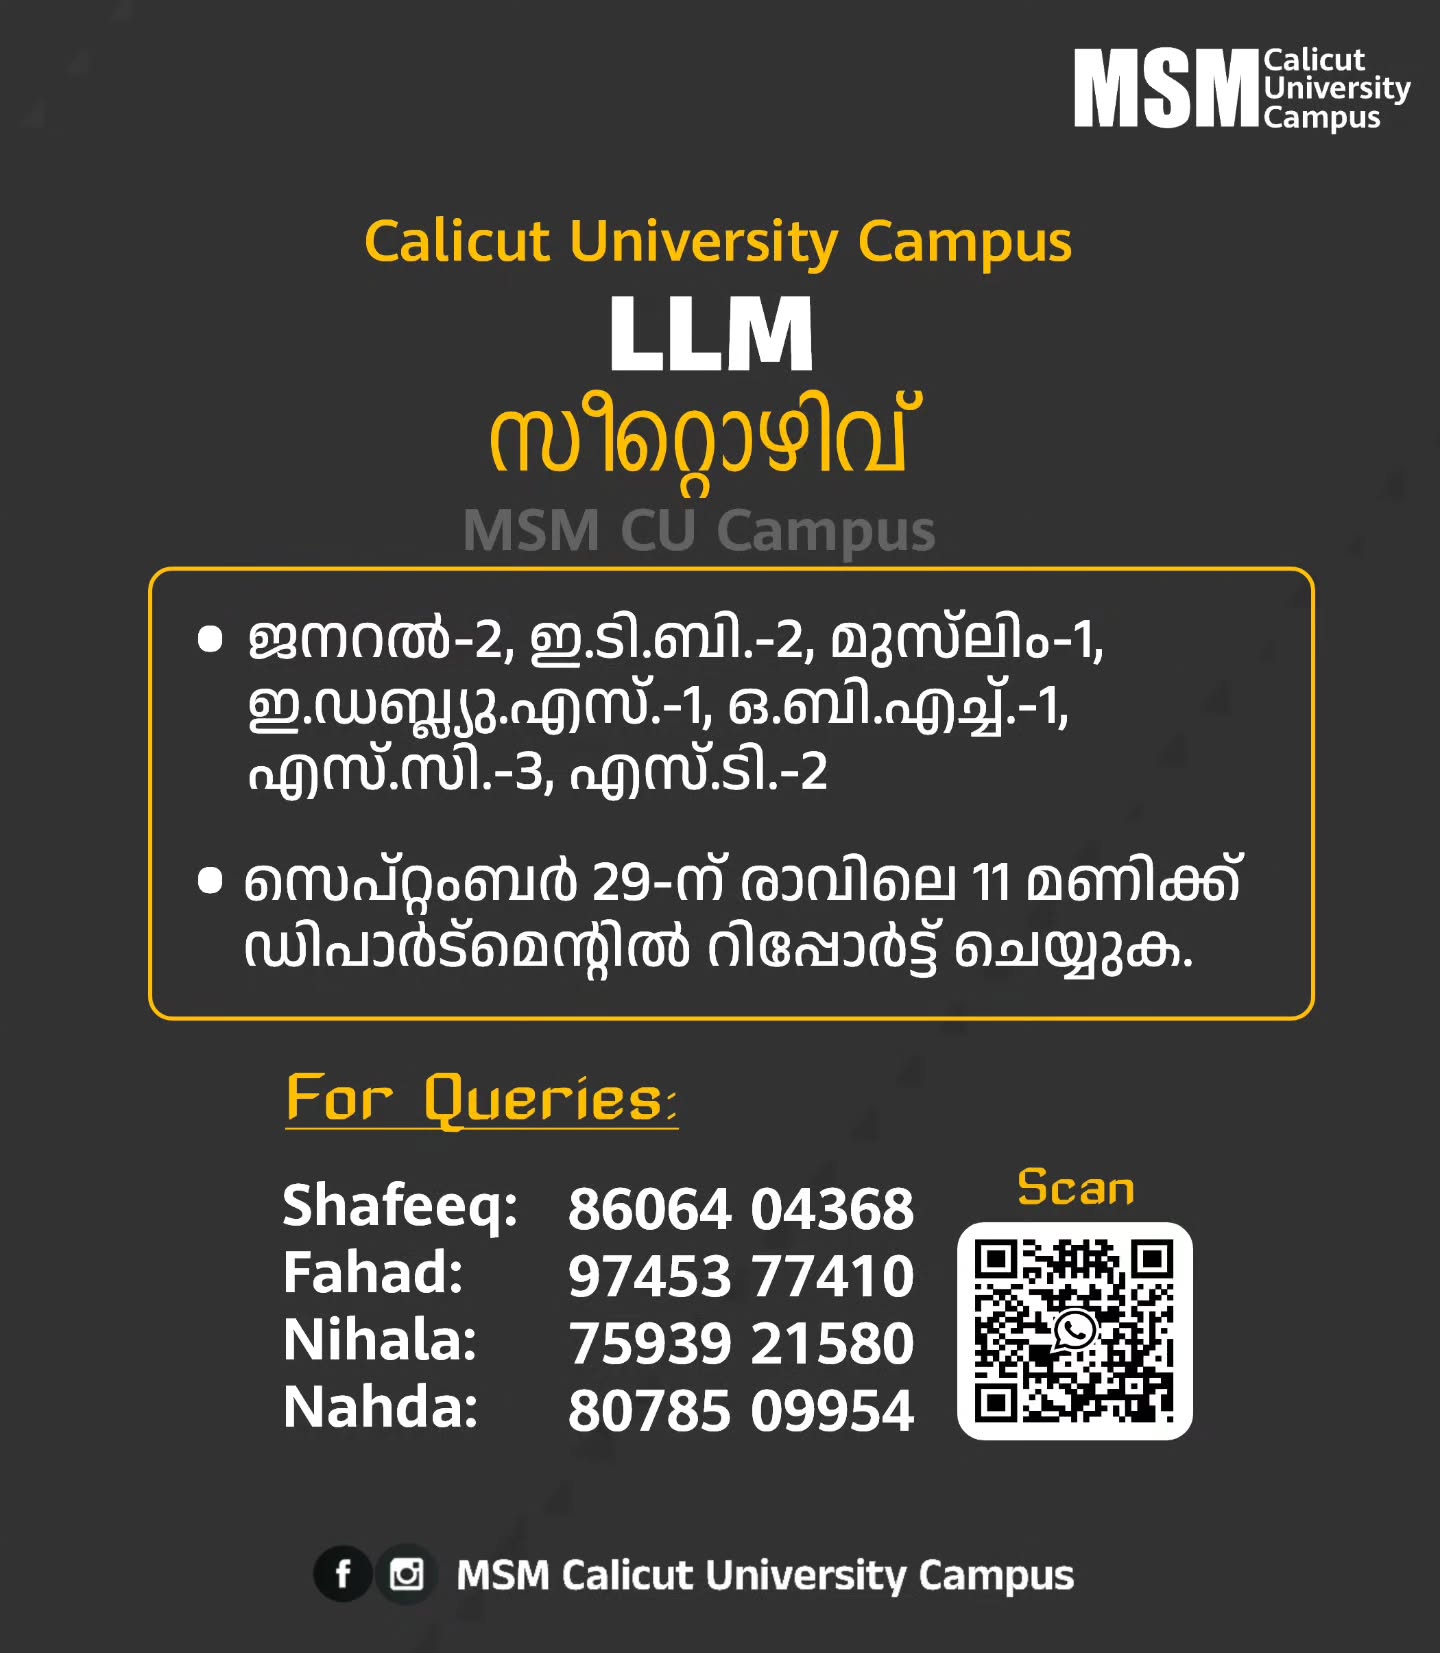 MSM Calicut
University
Campus
Calicut University Campus
LLM
സീറ്റൊഴിവ്
MSM CU Campus
• ജനറൽ-2, ഇ.ടി.ബി.-2, മുസ്‌ലിം-1,
ഇ.ഡബ്ല്യു.എസ്.-1, ഒ.ബി.എച്ച്.-1,
എസ്.സി.-3, എസ്.ടി.-2
• സെപ്റ്റംബർ 29-ന് രാവിലെ 11 മണിക്ക്
ഡിപാർട്മെന്റിൽ റിപ്പോർട്ട് ചെയ്യുക.
For Queries:
Shafeeq: 86064 04368
Fahad: 97453 77410
Nihala: 75939 21580
Nahda: 80785 09954
Scan
MSM Calicut University Campus